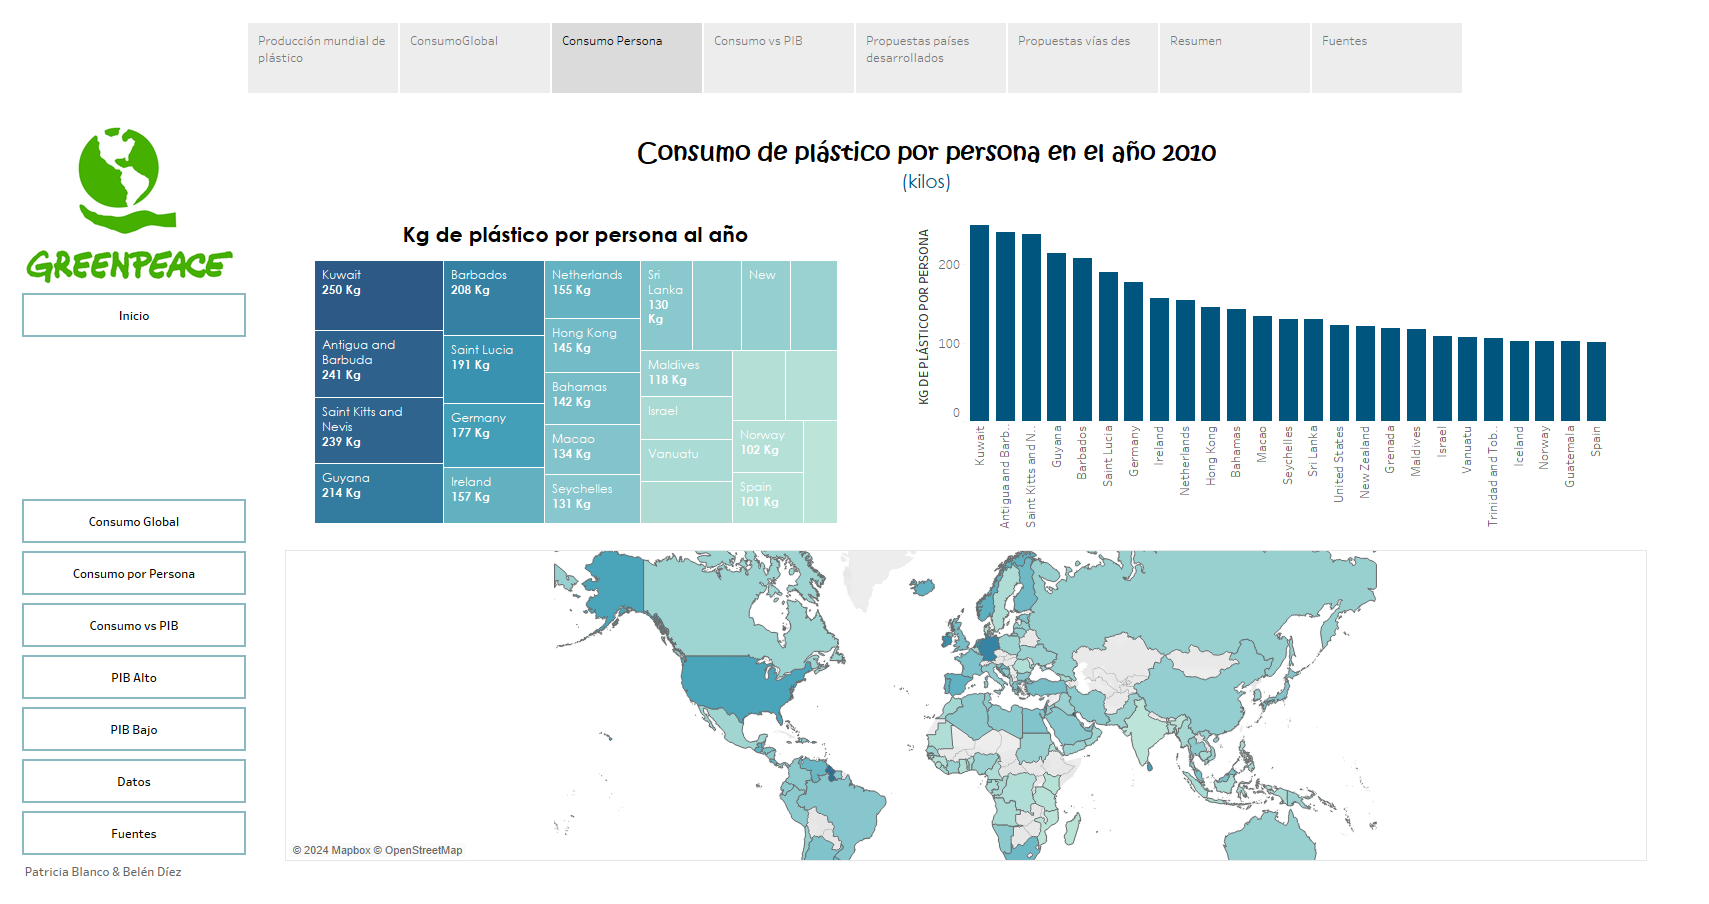 Producción mundial de
plástico
ConsumoGlobal
Consumo Persona
Consumo vs PIB
Propuestas países
desarrollados
Propuestas vías des
Resumen
Fuentes
GREENPEACE
Inicio
Consumo Global
Consumo por Persona
Consumo vs PIB
PIB Alto
PIB Bajo
Datos
Fuentes
Patricia Blanco & Belén Díez
Consumo de plástico por persona en el año 2010
(kilos)
Kg de plástico por persona al año
Kuwait
250 Kg
Antigua and
Barbuda
241 Kg
Saint Kitts and
Nevis
239 Kg
Guyana
214 Kg
Barbados
208 Kg
Saint Lucia
191 Kg
Germany
177 Kg
Ireland
157 Kg
Netherlands
155 Kg
Hong Kong
145 Kg
Bahamas
142 Kg
Macao
134 Kg
Seychelles
131 Kg
Sri
Lanka
130
Kg
New
Maldives
118 Kg
Israel
Vanuatu
Norway
102 Kg
Spain
101 Kg
KG DE PLÁSTICO POR PERSONA
200
100
0
Kuwait
Antigua and Barb..
Saint Kitts and N..
Guyana
Barbados
Saint Lucia
Germany
Ireland
Netherlands
Hong Kong
Bahamas
Macao
Seychelles
Sri Lanka
United States
New Zealand
Grenada
Maldives
Israel
Vanuatu
Trinidad and Tob..
Iceland
Norway
Guatemala
Spain
© 2024 Mapbox © OpenStreetMap